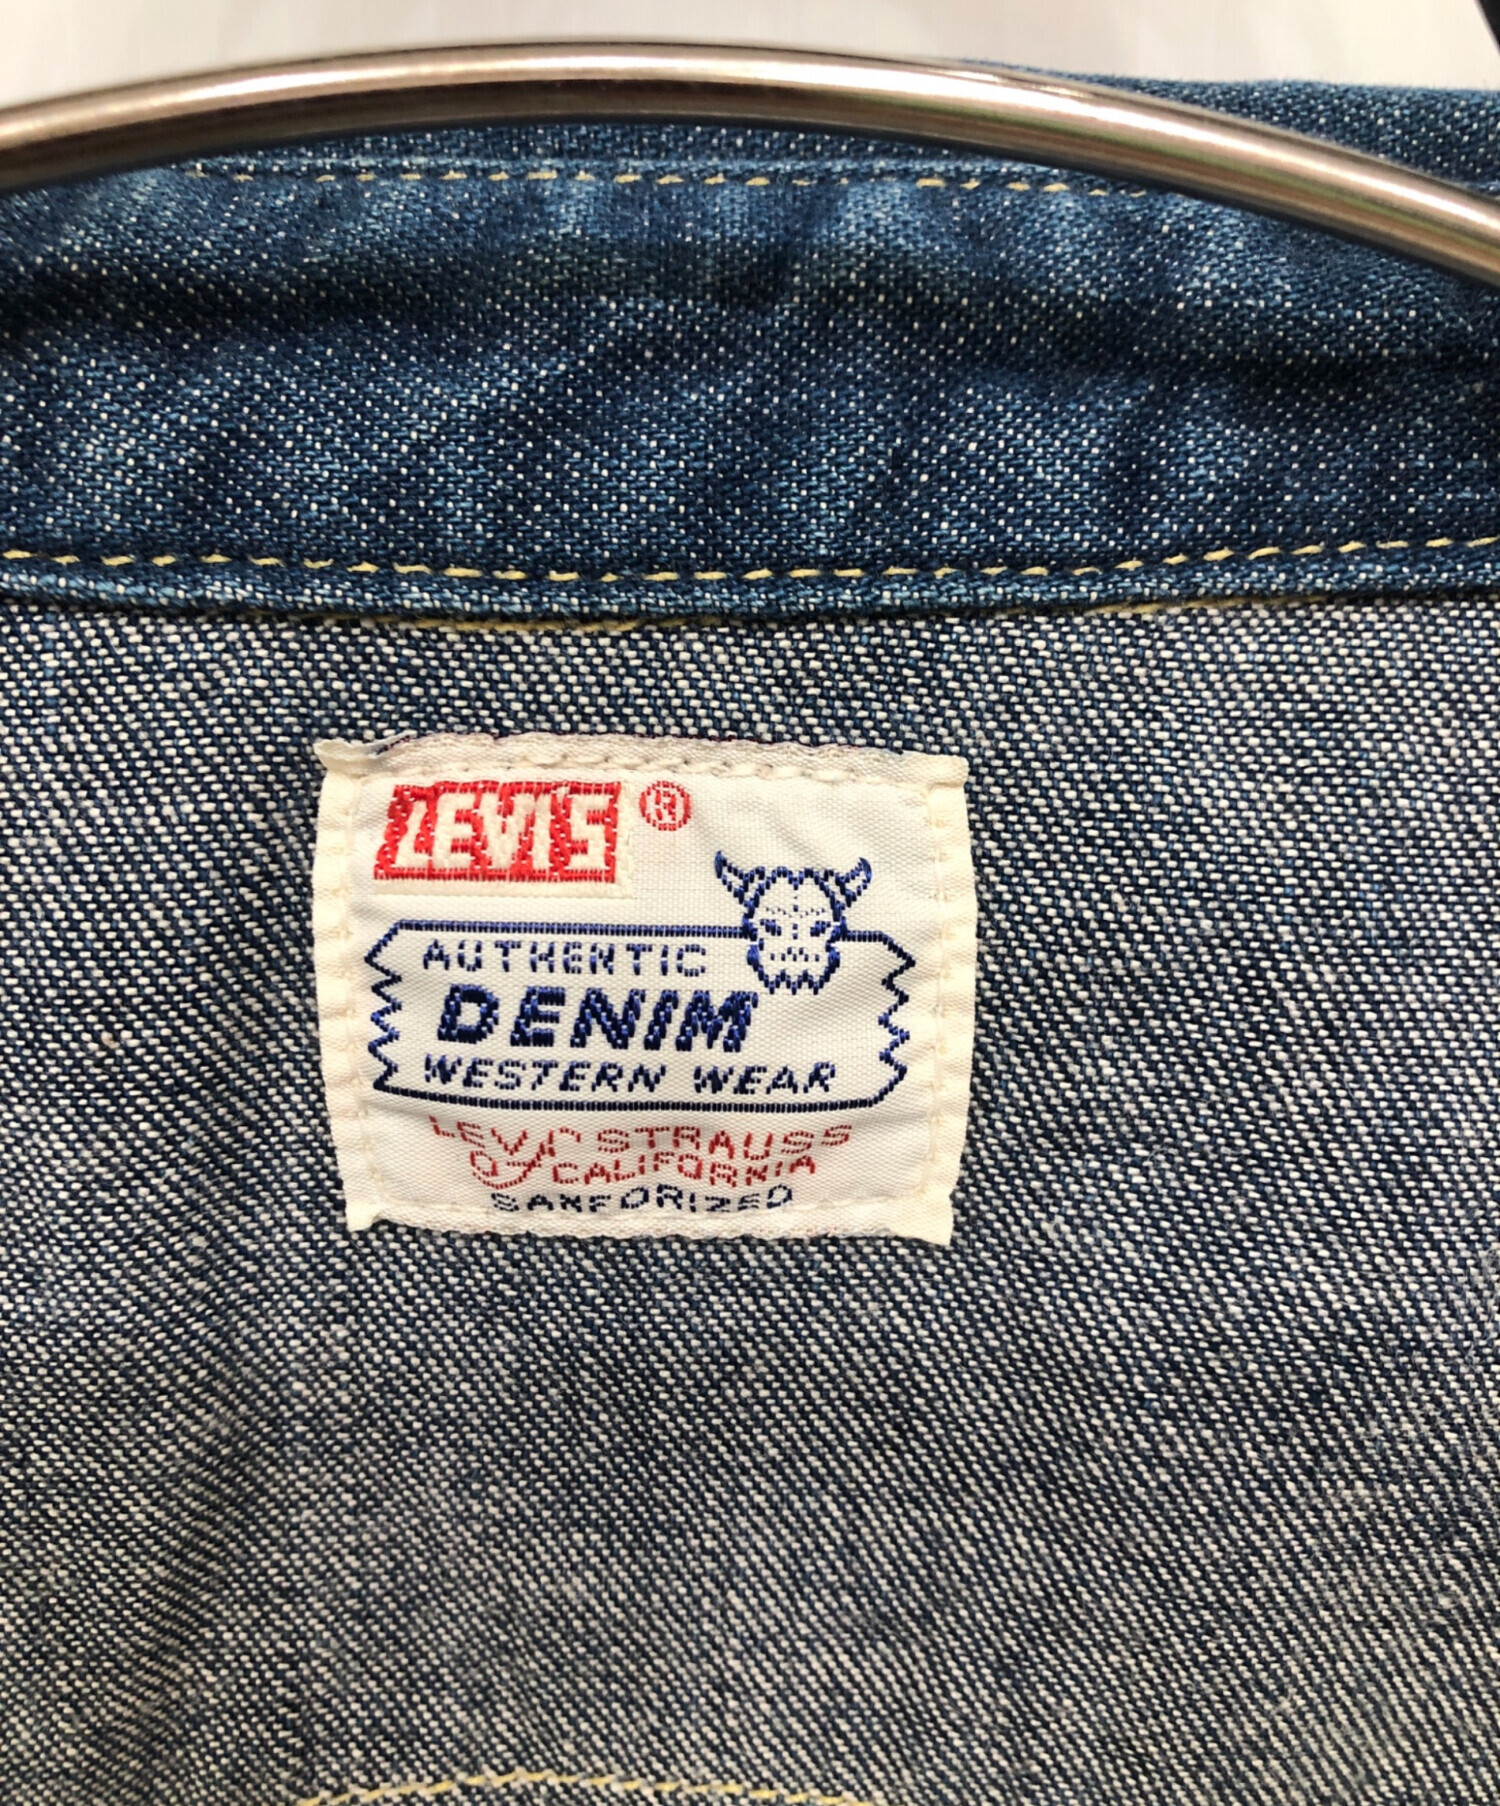 LEVI'S ®
AUTHENTIC
DENIM
WESTERN WEAR
LEVI STRAUSS
OF CALIFORNIA
SANFORIZED